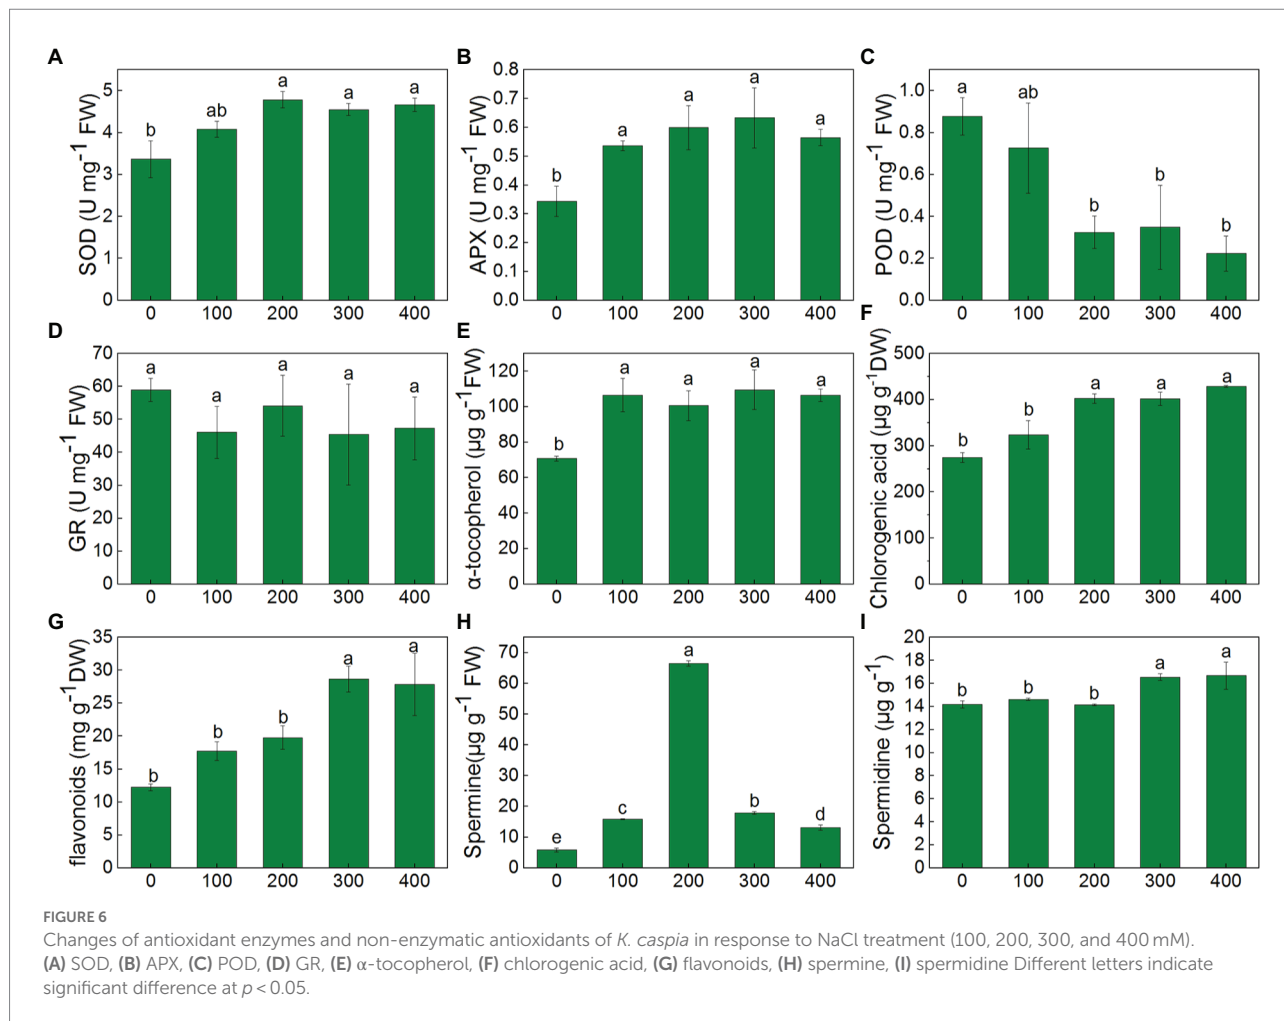 A
SOD (U mg⁻¹ FW)
5
4
3
2
1
0
b
ab
a
a
a
0 100 200 300 400
B
APX (U mg⁻¹ FW)
0.8
0.7
0.6
0.5
0.4
0.3
0.2
0.1
0.0
b
a
a
a
a
0 100 200 300 400
C
POD (U mg⁻¹ FW)
1.0
0.8
0.6
0.4
0.2
0.0
a
ab
b
b
b
0 100 200 300 400
D
GR (U mg⁻¹ FW)
70
60
50
40
30
20
10
0
a
a
a
a
a
0 100 200 300 400
E
α-tocopherol (μg g⁻¹FW)
120
100
80
60
40
20
0
b
a
a
a
a
0 100 200 300 400
F
Chlorogenic acid (μg g⁻¹DW)
500
400
300
200
100
0
b
b
a
a
a
0 100 200 300 400
G
flavonoids (mg g⁻¹DW)
35
30
25
20
15
10
5
0
b
b
b
a
a
0 100 200 300 400
H
Spermine(μg g⁻¹ FW)
70
60
50
40
30
20
10
0
e
c
a
b
d
0 100 200 300 400
I
Spermidine (μg g⁻¹)
20
18
16
14
12
10
8
6
4
2
0
b
b
b
a
a
0 100 200 300 400
FIGURE 6
Changes of antioxidant enzymes and non-enzymatic antioxidants of K. caspia in response to NaCl treatment (100, 200, 300, and 400 mM).
(A) SOD, (B) APX, (C) POD, (D) GR, (E) α-tocopherol, (F) chlorogenic acid, (G) flavonoids, (H) spermine, (I) spermidine Different letters indicate
significant difference at p < 0.05.